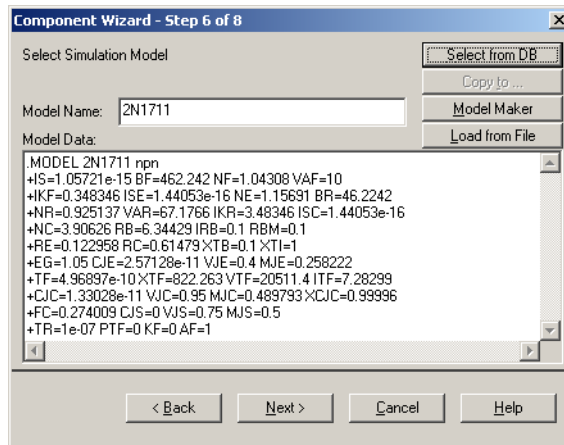 Component Wizard - Step 6 of 8
Select Simulation Model
Select from DB
Copy to ...
Model Name:
2N1711
Model Maker
Model Data:
Load from File
.MODEL 2N1711 npn
+IS=1.05721e-15 BF=462.242 NF=1.04308 VAF=10
+IKF=0.348346 ISE=1.44053e-16 NE=1.15691 BR=46.2242
+NR=0.925137 VAR=67.1766 IKR=3.48346 ISC=1.44053e-16
+NC=3.90626 RB=6.34429 IRB=0.1 RBM=0.1
+RE=0.122958 RC=0.61479 XTB=0.1 XTI=1
+EG=1.05 CJE=2.57128e-11 VJE=0.4 MJE=0.258222
+TF=4.96897e-10 XTF=822.263 VTF=20511.4 ITF=7.28299
+CJC=1.33028e-11 VJC=0.95 MJC=0.489793 XCJC=0.99996
+FC=0.274009 CJS=0 VJS=0.75 MJS=0.5
+TR=1e-07 PTF=0 KF=0 AF=1
< Back
Next >
Cancel
Help